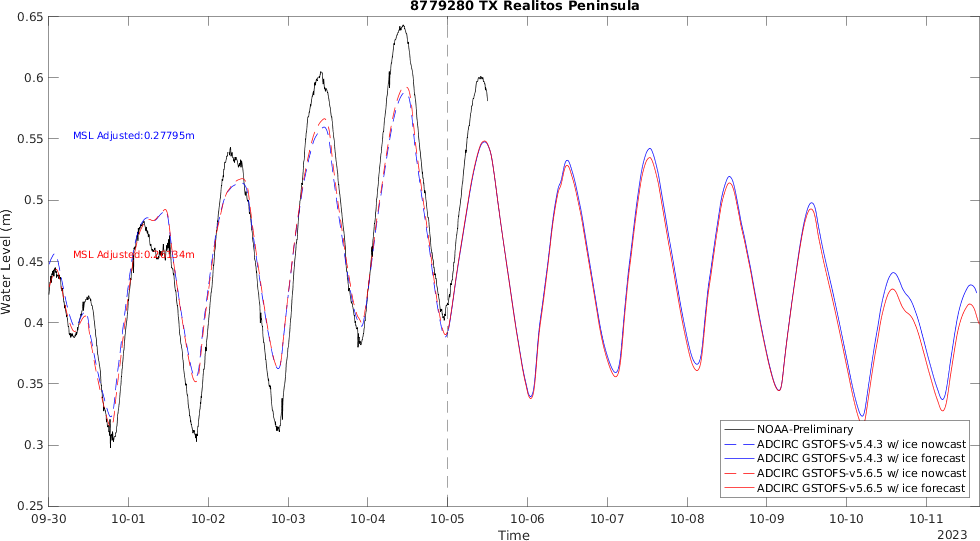 8779280 TX Realitos Peninsula
Water Level (m)
0.65
0.6
0.55
0.5
0.45
0.4
0.35
0.3
0.25
MSL Adjusted:0.27795m
MSL Adjusted:
NOAA-Preliminary
ADCIRC GSTOFS-v5.4.3 w/ ice nowcast
ADCIRC GSTOFS-v5.4.3 w/ ice forecast
ADCIRC GSTOFS-v5.6.5 w/ ice nowcast
ADCIRC GSTOFS-v5.6.5 w/ ice forecast
09-30 10-01 10-02 10-03 10-04 10-05 10-06 10-07 10-08 10-09 10-10 10-11
Time
2023